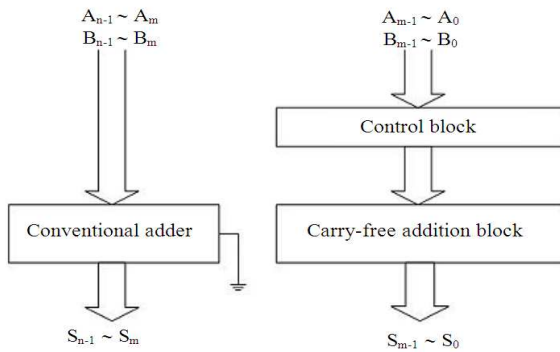 Aₙ₋₁ ~ Aₘ
Bₙ₋₁ ~ Bₘ
Aₘ₋₁ ~ A₀
Bₘ₋₁ ~ B₀
Control block
Conventional adder
Carry-free addition block
Sₙ₋₁ ~ Sₘ
Sₘ₋₁ ~ S₀